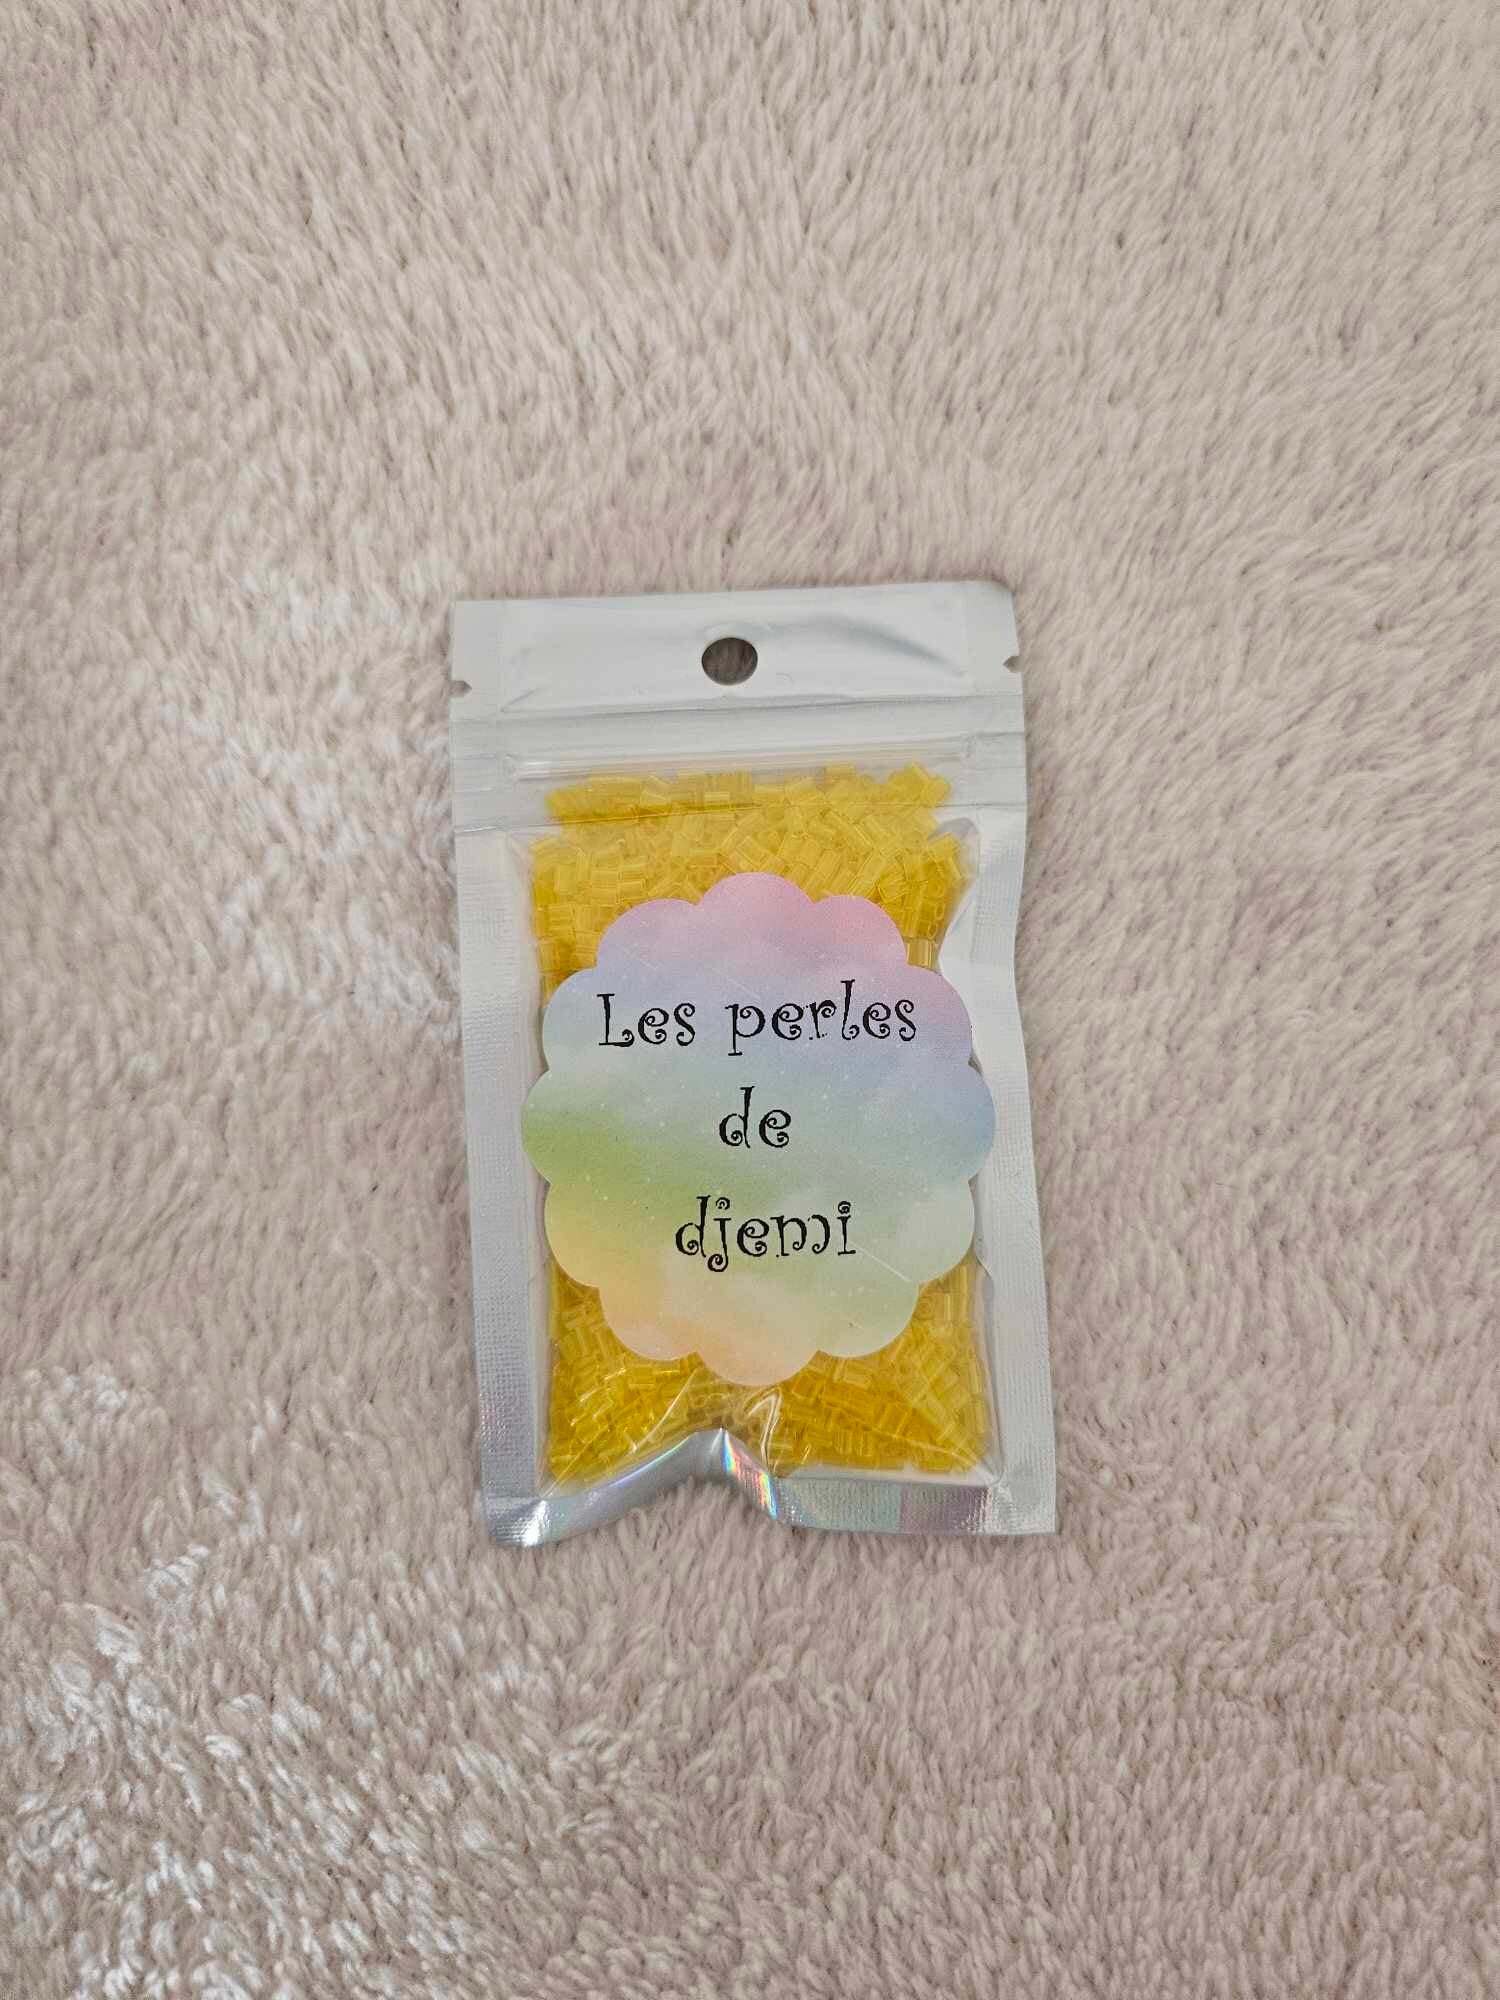 Les perles
de
djemi